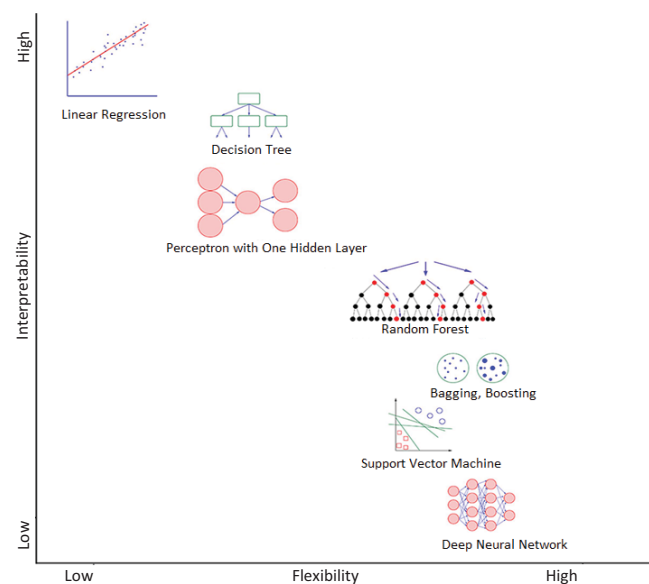 High
Linear Regression
Decision Tree
Perceptron with One Hidden Layer
Interpretability
Random Forest
Bagging, Boosting
Support Vector Machine
Low
Deep Neural Network
Low
Flexibility
High